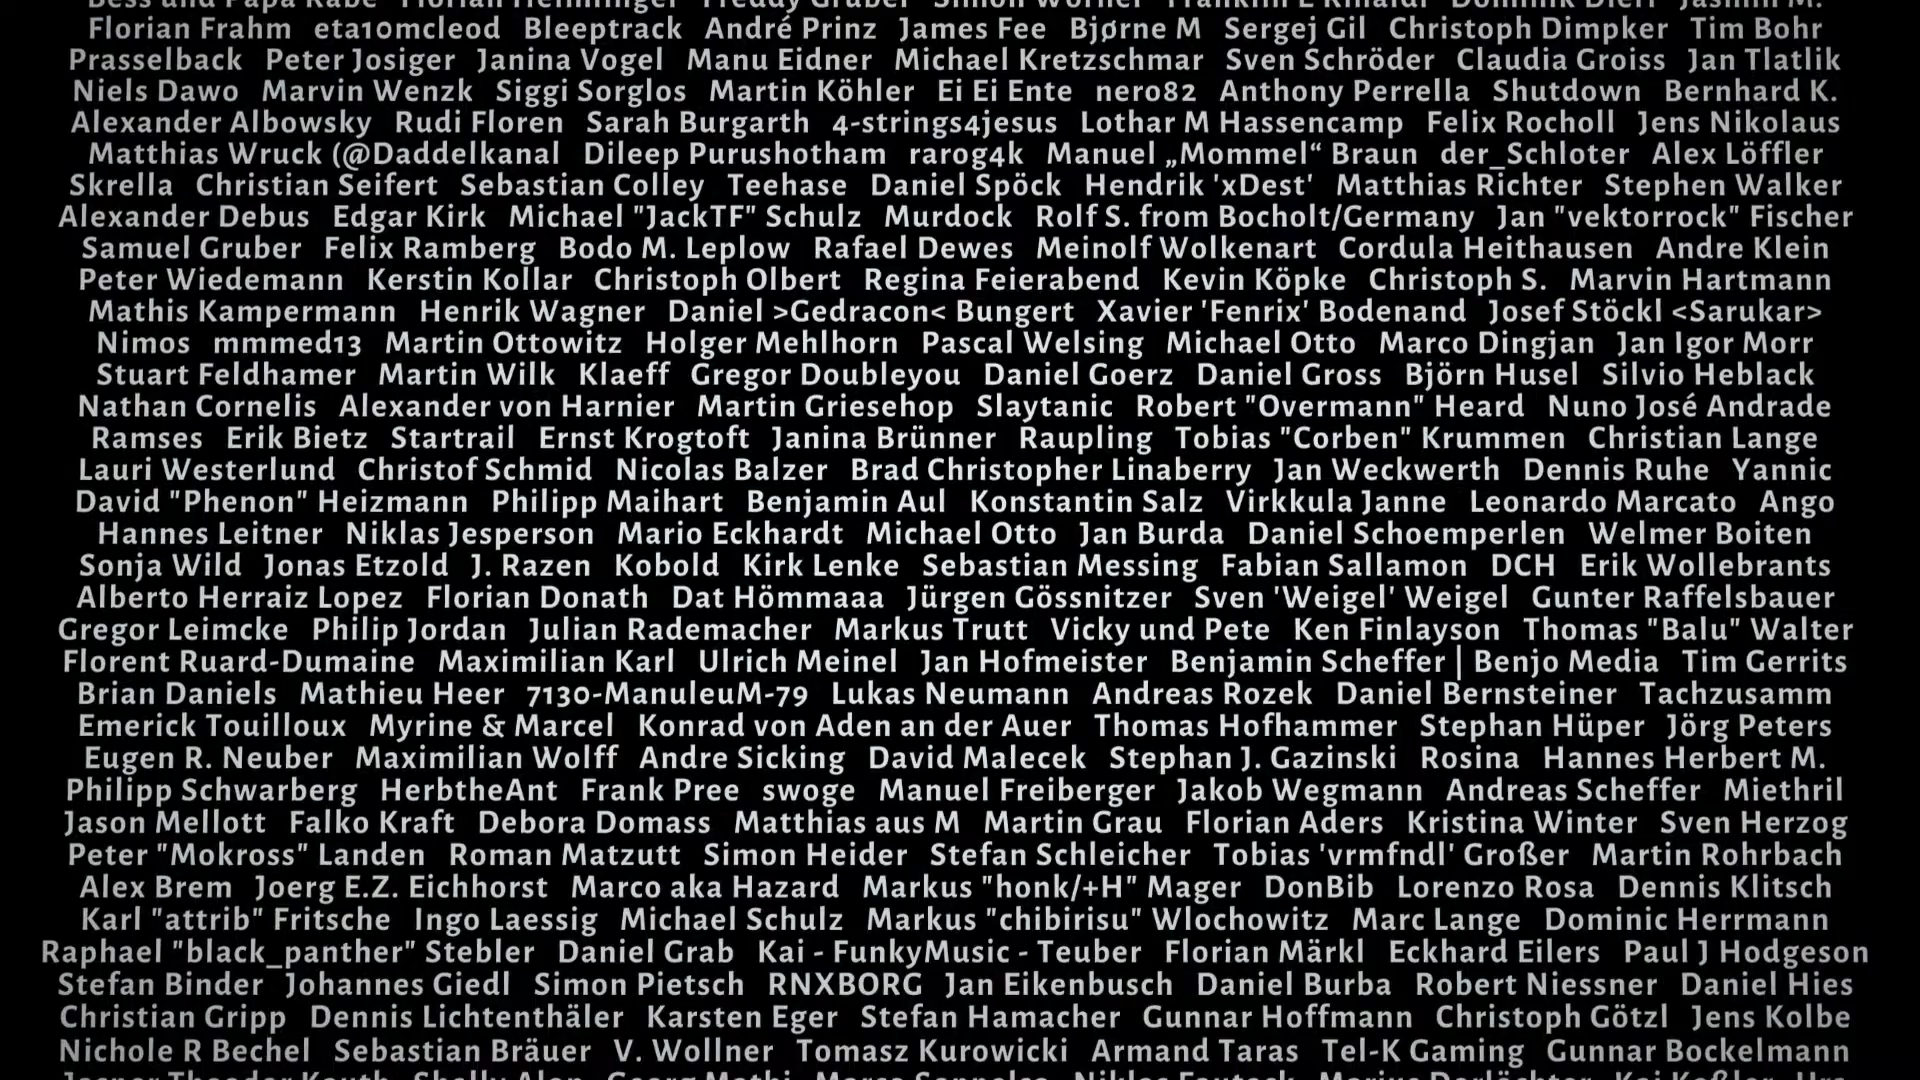 Bess und Papa Rabe Florian Hemminger Freddy Gruber Simon Wörner Franklin E Rinaldi Dominik Dierl Jasmin M.
Florian Frahm eta10mcleod Bleeptrack André Prinz James Fee Bjørne M Sergej Gil Christoph Dimpker Tim Bohr
Prasselback Peter Josiger Janina Vogel Manu Eidner Michael Kretzschmar Sven Schröder Claudia Groiss Jan Tlatlik
Niels Dawo Marvin Wenzk Siggi Sorglos Martin Köhler Ei Ei Ente nero82 Anthony Perrella Shutdown Bernhard K.
Alexander Albowsky Rudi Floren Sarah Burgarth 4-strings4jesus Lothar M Hassencamp Felix Rocholl Jens Nikolaus
Matthias Wruck (@Daddelkanal Dileep Purushotham rarog4k Manuel „Mommel“ Braun der_Schloter Alex Löffler
Skrella Christian Seifert Sebastian Colley Teehase Daniel Spöck Hendrik 'xDest' Matthias Richter Stephen Walker
Alexander Debus Edgar Kirk Michael "JackTF" Schulz Murdock Rolf S. from Bocholt/Germany Jan "vektorrock" Fischer
Samuel Gruber Felix Ramberg Bodo M. Leplow Rafael Dewes Meinolf Wolkenart Cordula Heithausen Andre Klein
Peter Wiedemann Kerstin Kollar Christoph Olbert Regina Feierabend Kevin Köpke Christoph S. Marvin Hartmann
Mathis Kampermann Henrik Wagner Daniel >Gedracon< Bungert Xavier 'Fenrix' Bodenand Josef Stöckl <Sarukar>
Nimos mmmed13 Martin Ottowitz Holger Mehlhorn Pascal Welsing Michael Otto Marco Dingjan Jan Igor Morr
Stuart Feldhamer Martin Wilk Klaeff Gregor Doubleyou Daniel Goerz Daniel Gross Björn Husel Silvio Heblack
Nathan Cornelis Alexander von Harnier Martin Griesehop Slaytanic Robert "Overmann" Heard Nuno José Andrade
Ramses Erik Bietz Startrail Ernst Krogtoft Janina Brünner Raupling Tobias "Corben" Krummen Christian Lange
Lauri Westerlund Christof Schmid Nicolas Balzer Brad Christopher Linaberry Jan Weckwerth Dennis Ruhe Yannic
David "Phenon" Heizmann Philipp Maihart Benjamin Aul Konstantin Salz Virkkula Janne Leonardo Marcato Ango
Hannes Leitner Niklas Jesperson Mario Eckhardt Michael Otto Jan Burda Daniel Schoemperlen Welmer Boiten
Sonja Wild Jonas Etzold J. Razen Kobold Kirk Lenke Sebastian Messing Fabian Sallamon DCH Erik Wollebrants
Alberto Herraiz Lopez Florian Donath Dat Hömmaaa Jürgen Gössnitzer Sven 'Weigel' Weigel Gunter Raffelsbauer
Gregor Leimcke Philip Jordan Julian Rademacher Markus Trutt Vicky und Pete Ken Finlayson Thomas "Balu" Walter
Florent Ruard-Dumaine Maximilian Karl Ulrich Meinel Jan Hofmeister Benjamin Scheffer | Benjo Media Tim Gerrits
Brian Daniels Mathieu Heer 7130-ManuleuM-79 Lukas Neumann Andreas Rozek Daniel Bernsteiner Tachzusamm
Emerick Touilloux Myrine & Marcel Konrad von Aden an der Auer Thomas Hofhammer Stephan Hüper Jörg Peters
Eugen R. Neuber Maximilian Wolff Andre Sicking David Malecek Stephan J. Gazinski Rosina Hannes Herbert M.
Philipp Schwarberg HerbtheAnt Frank Pree swoge Manuel Freiberger Jakob Wegmann Andreas Scheffer Miethril
Jason Mellott Falko Kraft Debora Domass Matthias aus M Martin Grau Florian Aders Kristina Winter Sven Herzog
Peter "Mokross" Landen Roman Matzutt Simon Heider Stefan Schleicher Tobias 'vrmfndl' Großer Martin Rohrbach
Alex Brem Joerg E.Z. Eichhorst Marco aka Hazard Markus "honk/+H" Mager DonBib Lorenzo Rosa Dennis Klitsch
Karl "attrib" Fritsche Ingo Laessig Michael Schulz Markus "chibirisu" Wlochowitz Marc Lange Dominic Herrmann
Raphael "black_panther" Stebler Daniel Grab Kai - FunkyMusic - Teuber Florian Märkl Eckhard Eilers Paul J Hodgeson
Stefan Binder Johannes Giedl Simon Pietsch RNXBORG Jan Eikenbusch Daniel Burba Robert Niessner Daniel Hies
Christian Gripp Dennis Lichtenthäler Karsten Eger Stefan Hamacher Gunnar Hoffmann Christoph Götzl Jens Kolbe
Nichole R Bechel Sebastian Bräuer V. Wollner Tomasz Kurowicki Armand Taras Tel-K Gaming Gunnar Bockelmann